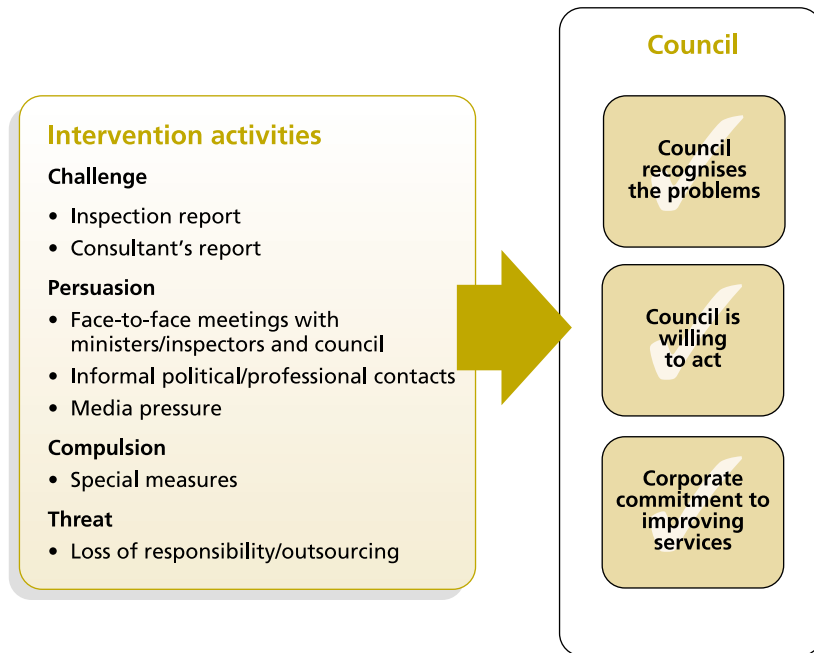 Intervention activities
Challenge
• Inspection report
• Consultant’s report
Persuasion
• Face-to-face meetings with
ministers/inspectors and council
• Informal political/professional contacts
• Media pressure
Compulsion
• Special measures
Threat
• Loss of responsibility/outsourcing
Council
Council
recognises
the problems
Council is
willing
to act
Corporate
commitment to
improving
services